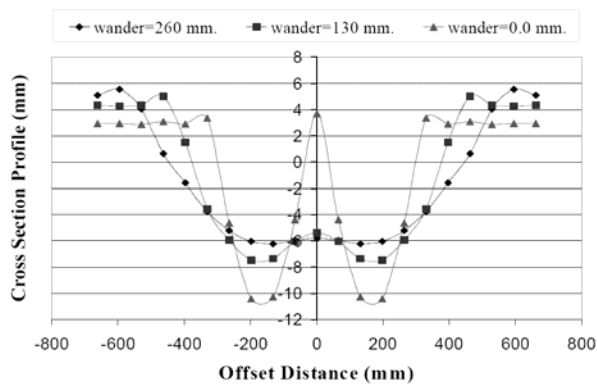 wander=260 mm. wander=130 mm. wander=0.0 mm.
8
6
4
2
0
-2
-4
-6
-8
-10
-12
Cross Section Profile (mm)
-800 -600 -400 -200 0 200 400 600 800
Offset Distance (mm)